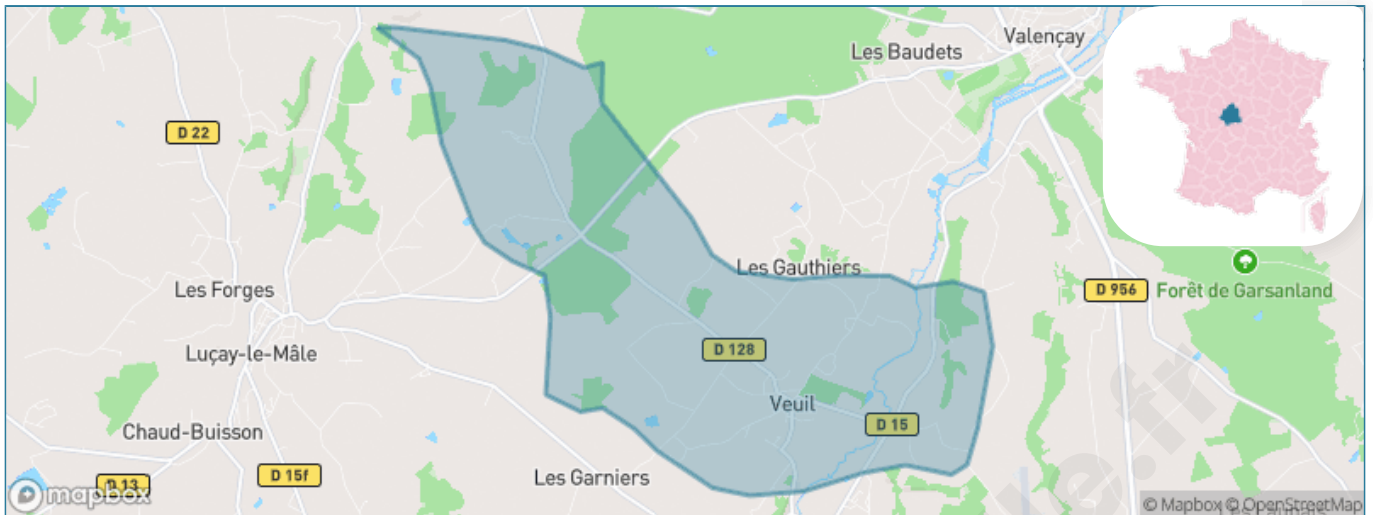 Valençay
Les Baudets
D 22
Les Gauthiers
Forêt de Garsanland
D 956
Les Forges
D 128
Luçay-le-Mâle
Veuil
D 15
Chaud-Buisson
Les Garniers
D 15f
D 13
mapbox
© Mapbox © OpenStreetMap